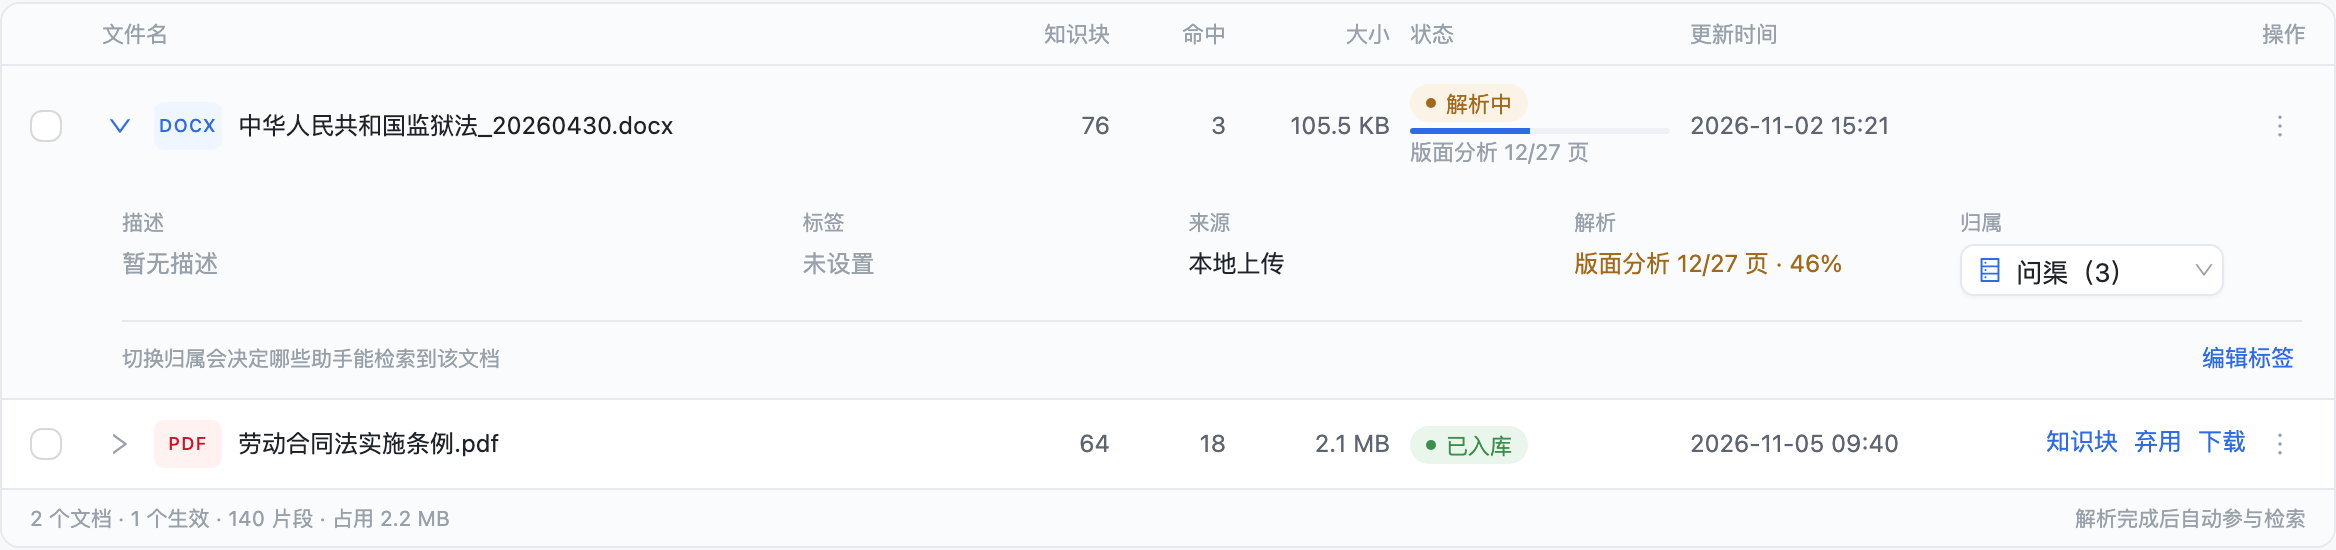 文件名 知识块 命中 大小 状态 更新时间 操作
解析中
DOCX 中华人民共和国监狱法_20260430.docx 76 3 105.5 KB 2026-11-02 15:21
版面分析 12/27 页
描述 标签 来源 解析 归属
暂无描述 未设置 本地上传 版面分析 12/27 页 · 46% 问渠（3）
切换归属会决定哪些助手能检索到该文档 编辑标签
PDF 劳动合同法实施条例.pdf 64 18 2.1 MB 已入库 2026-11-05 09:40 知识块 弃用 下载
2 个文档 · 1 个生效 · 140 片段 · 占用 2.2 MB 解析完成后自动参与检索